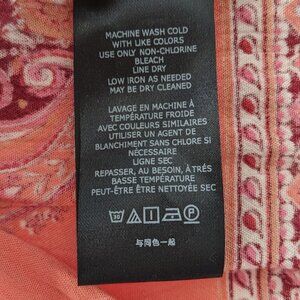 MACHINE WASH COLD
WITH LIKE COLORS
USE ONLY NON-CHLORINE
BLEACH
LINE DRY
LOW IRON AS NEEDED
MAY BE DRY CLEANED
LAVAGE EN MACHINE À
TEMPÉRATURE FROIDE
AVEC COULEURS SIMILAIRES
UTILISER UN AGENT DE
BLANCHIMENT SANS CHLORE SI
NÉCESSAIRE
LIGNE SEC
REPASSER, AU BESOIN, À TRÉS
BASSE TEMPÉRATURE
PEUT-ÊTRE ÊTRE NETTOYÉE SEC
30 P
与同色一起